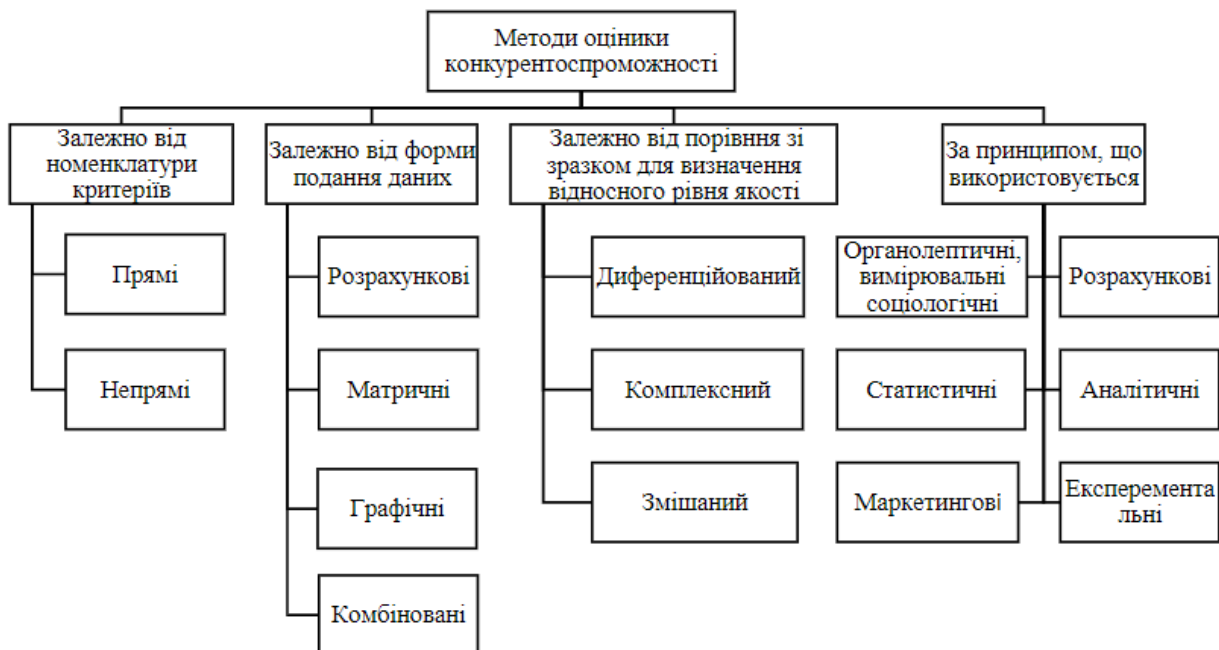 Методи оціники
конкурентоспроможності
Залежно від
номенклатури
критеріїв
Прямі
Непрямі
Залежно від форми
подання даних
Розрахункові
Матричні
Графічні
Комбіновані
Залежно від порівння зі
зразком для визначення
відносного рівня якості
Диференційований
Комплексний
Змішаний
За принципом, що
використовується
Органолептичні,
вимірювальні
соціологічні
Розрахункові
Статистичні
Аналітичні
Маркетингові
Експеремента
льні